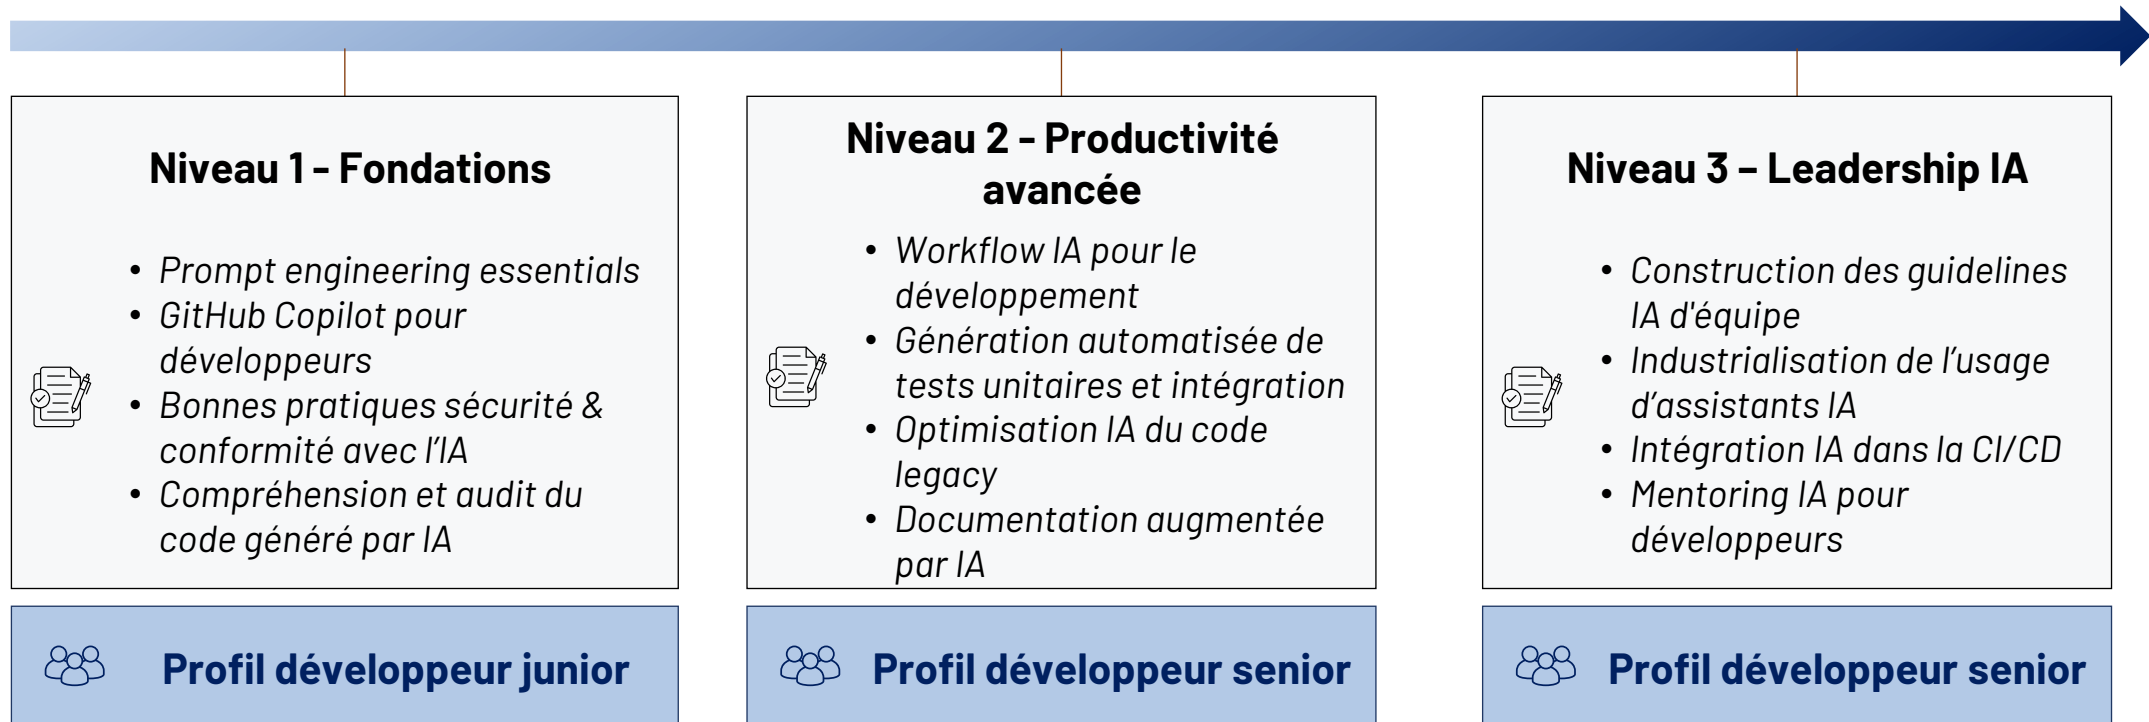 Niveau 1 - Fondations
• Prompt engineering essentials
• GitHub Copilot pour
développeurs
• Bonnes pratiques sécurité &
conformité avec l’IA
• Compréhension et audit du
code généré par IA
Profil développeur junior
Niveau 2 - Productivité
avancée
• Workflow IA pour le
développement
• Génération automatisée de
tests unitaires et intégration
• Optimisation IA du code
legacy
• Documentation augmentée
par IA
Profil développeur senior
Niveau 3 – Leadership IA
• Construction des guidelines
IA d'équipe
• Industrialisation de l’usage
d’assistants IA
• Intégration IA dans la CI/CD
• Mentoring IA pour
développeurs
Profil développeur senior